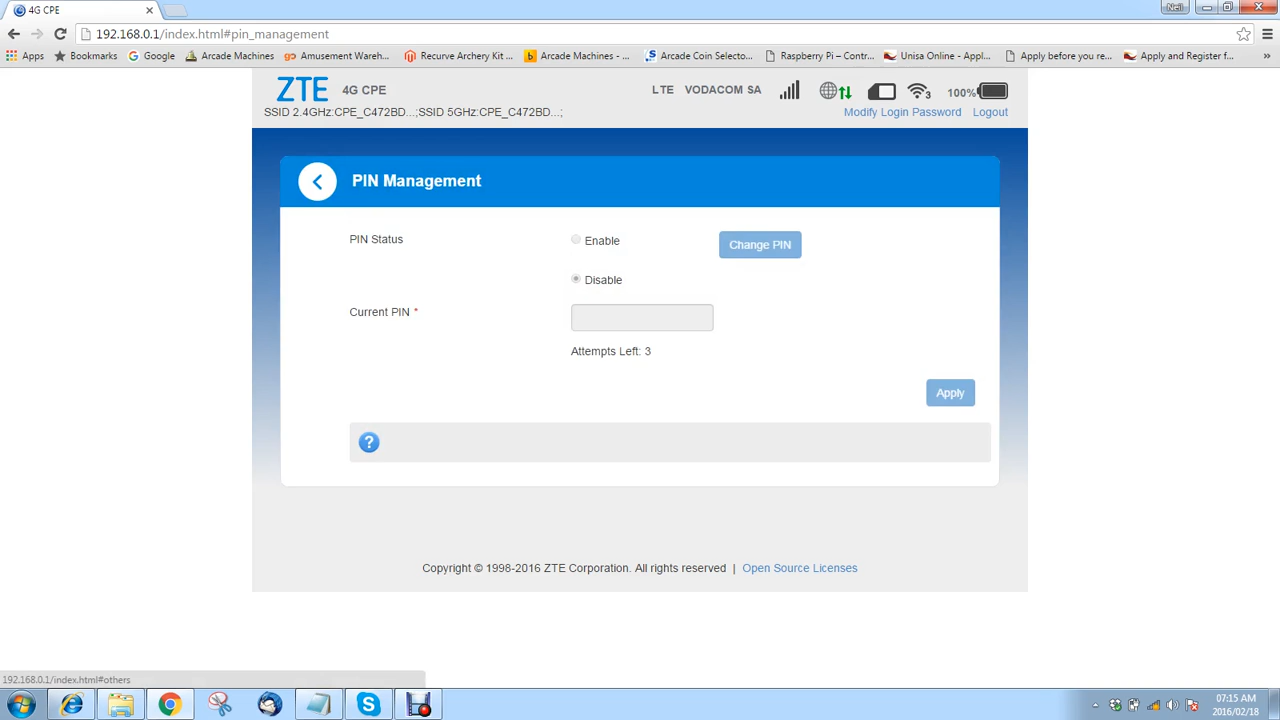 4G CPE
Neil
192.168.0.1/index.html#pin_management
Apps Bookmarks Google Arcade Machines Amusement Wareh... Recurve Archery Kit ... Arcade Machines - ... Arcade Coin Selecto... Raspberry Pi – Contr... Unisa Online - Appl... Apply before you re... Apply and Register f... »
ZTE 4G CPE LTE VODACOM SA 3 100%
SSID 2.4GHz:CPE_C472BD...;SSID 5GHz:CPE_C472BD...; Modify Login Password Logout
PIN Management
PIN Status Enable Change PIN
Disable
Current PIN *
Attempts Left: 3
Apply
?
Copyright © 1998-2016 ZTE Corporation. All rights reserved | Open Source Licenses
192.168.0.1/index.html#others
07:15 AM
2016/02/18